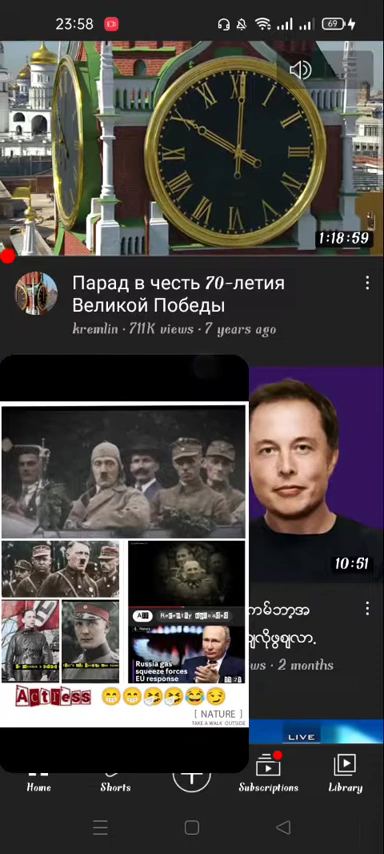 23:58
69
1:18:59
Парад в честь 70-летия
Великой Победы
kremlin · 711K views · 7 years ago
10:51
All
Russia gas
squeeze forces
EU response
Actress
[ NATURE ]
TAKE A WALK OUTSIDE
ws · 2 months
LIVE
Home
Shorts
Subscriptions
Library